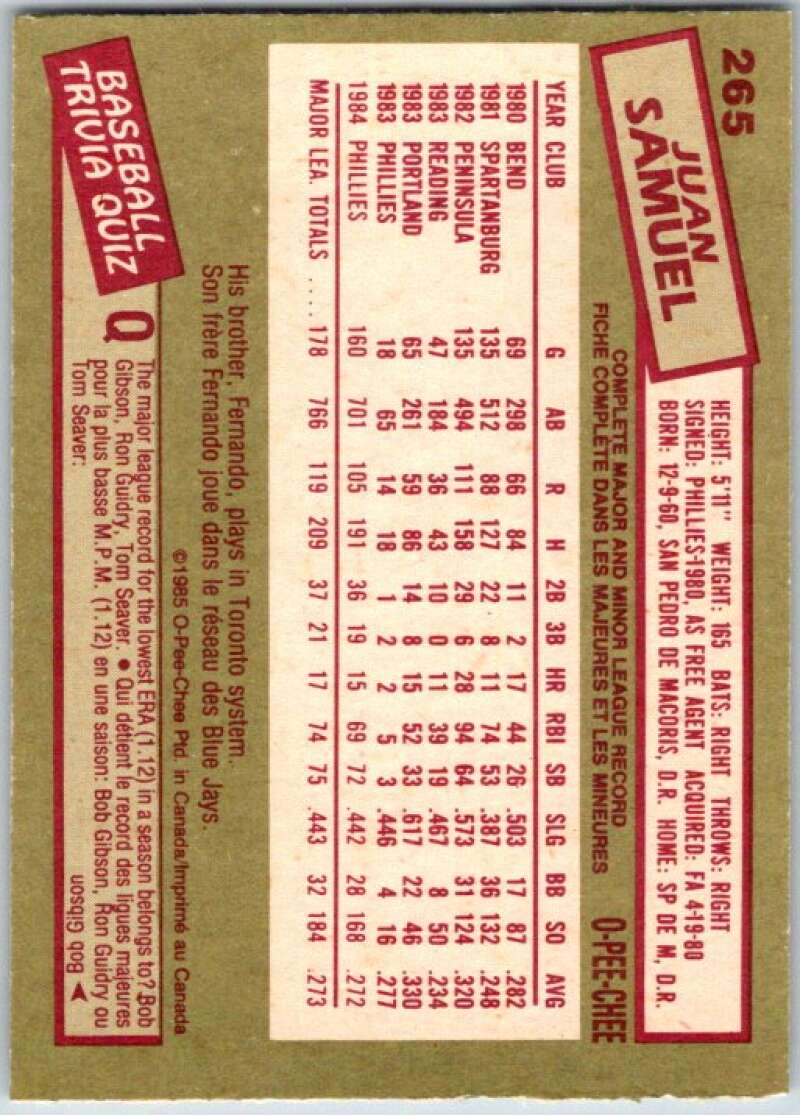 265
JUAN
SAMUEL
HEIGHT: 5'11" WEIGHT: 165 BATS: RIGHT THROWS: RIGHT
SIGNED: PHILLIES-1980, AS FREE AGENT ACQUIRED: FA 4-19-80
BORN: 12-9-60, SAN PEDRO DE MACORIS, D.R. HOME: SP DE M, D.R.
COMPLETE MAJOR AND MINOR LEAGUE RECORD
FICHE COMPLÈTE DANS LES MAJEURES ET LES MINEURES
O-PEE-CHEE
YEAR CLUB G AB R H 2B 3B HR RBI SB SLG BB SO AVG
1980 BEND 69 298 66 84 11 2 17 44 26 .503 17 87 .282
1981 SPARTANBURG 135 512 88 127 22 8 11 74 53 .387 36 132 .248
1982 PENINSULA 135 494 111 158 29 6 28 94 64 .573 31 124 .320
1983 READING 47 184 36 43 10 0 11 39 19 .467 8 50 .234
1983 PORTLAND 65 261 59 86 14 8 15 52 33 .617 22 46 .330
1983 PHILLIES 18 65 14 18 1 2 2 5 3 .446 4 16 .277
1984 PHILLIES 160 701 105 191 36 19 15 69 72 .442 28 168 .272
MAJOR LEA. TOTALS .... 178 766 119 209 37 21 17 74 75 .443 32 184 .273
His brother, Fernando, plays in Toronto system.
Son frère Fernando joue dans le réseau des Blue Jays.
©1985 O-Pee-Chee Ptd. in Canada/Imprimé au Canada
BASEBALL
TRIVIA QUIZ
Q
The major league record for the lowest ERA (1.12) in a season belongs to? Bob
Gibson, Ron Guidry, Tom Seaver. • Qui détient le record des ligues majeures
pour la plus basse M.P.M. (1.12) en une saison: Bob Gibson, Ron Guidry ou
Tom Seaver:
Bob Gibson